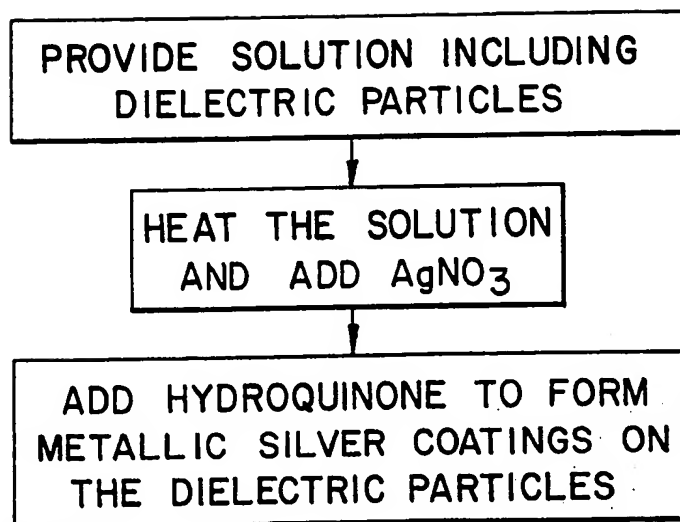 PROVIDE SOLUTION INCLUDING
DIELECTRIC PARTICLES
HEAT THE SOLUTION
AND ADD AgNO3
ADD HYDROQUINONE TO FORM
METALLIC SILVER COATINGS ON
THE DIELECTRIC PARTICLES